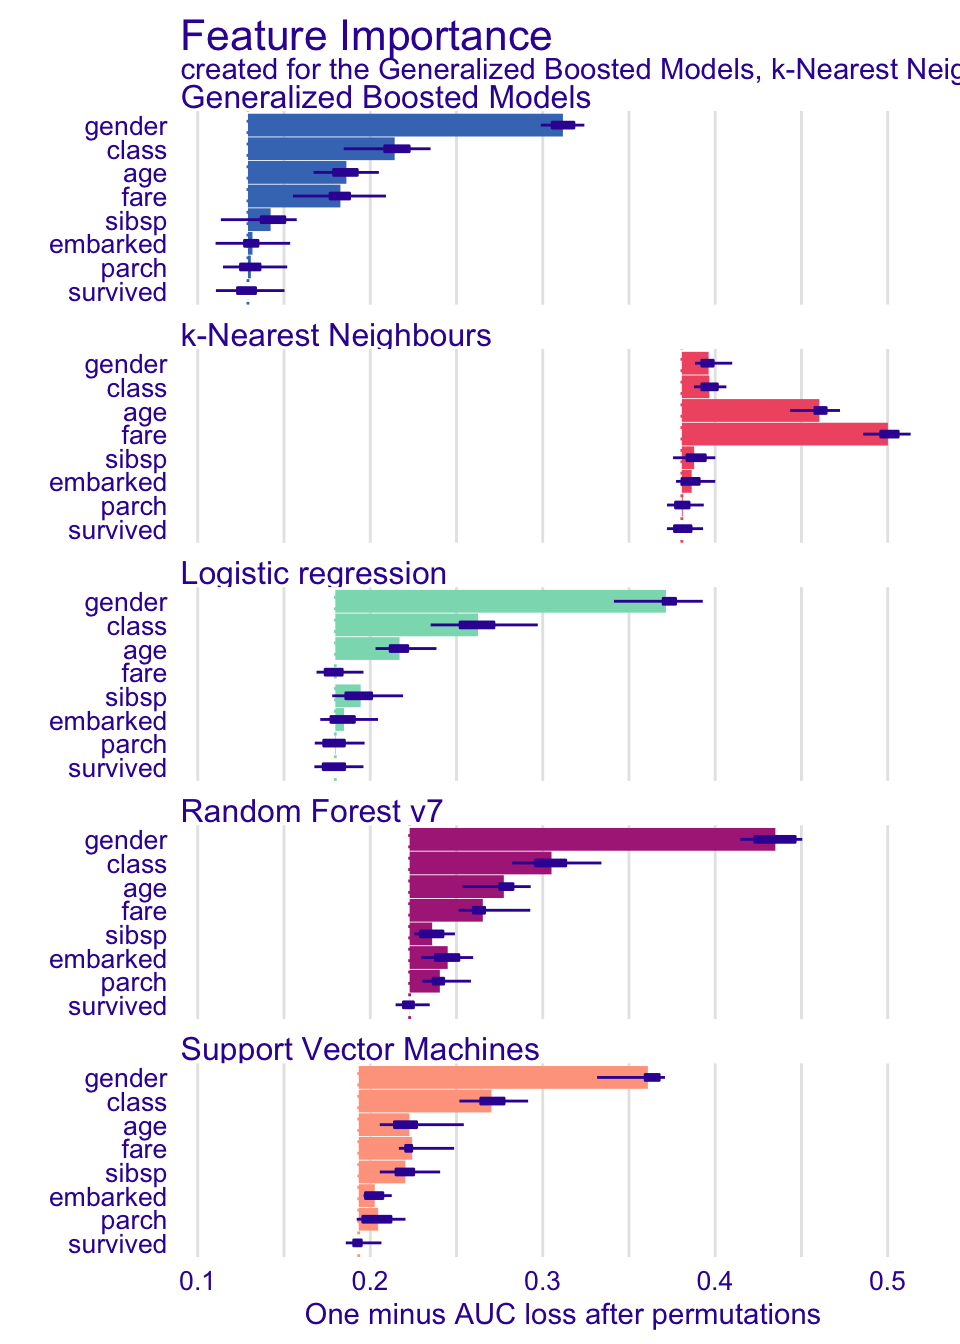 Feature Importance
created for the Generalized Boosted Models, k-Nearest Neig
Generalized Boosted Models
gender
class
age
fare
sibsp
embarked
parch
survived
k-Nearest Neighbours
gender
class
age
fare
sibsp
embarked
parch
survived
Logistic regression
gender
class
age
fare
sibsp
embarked
parch
survived
Random Forest v7
gender
class
age
fare
sibsp
embarked
parch
survived
Support Vector Machines
gender
class
age
fare
sibsp
embarked
parch
survived
0.1 0.2 0.3 0.4 0.5
One minus AUC loss after permutations